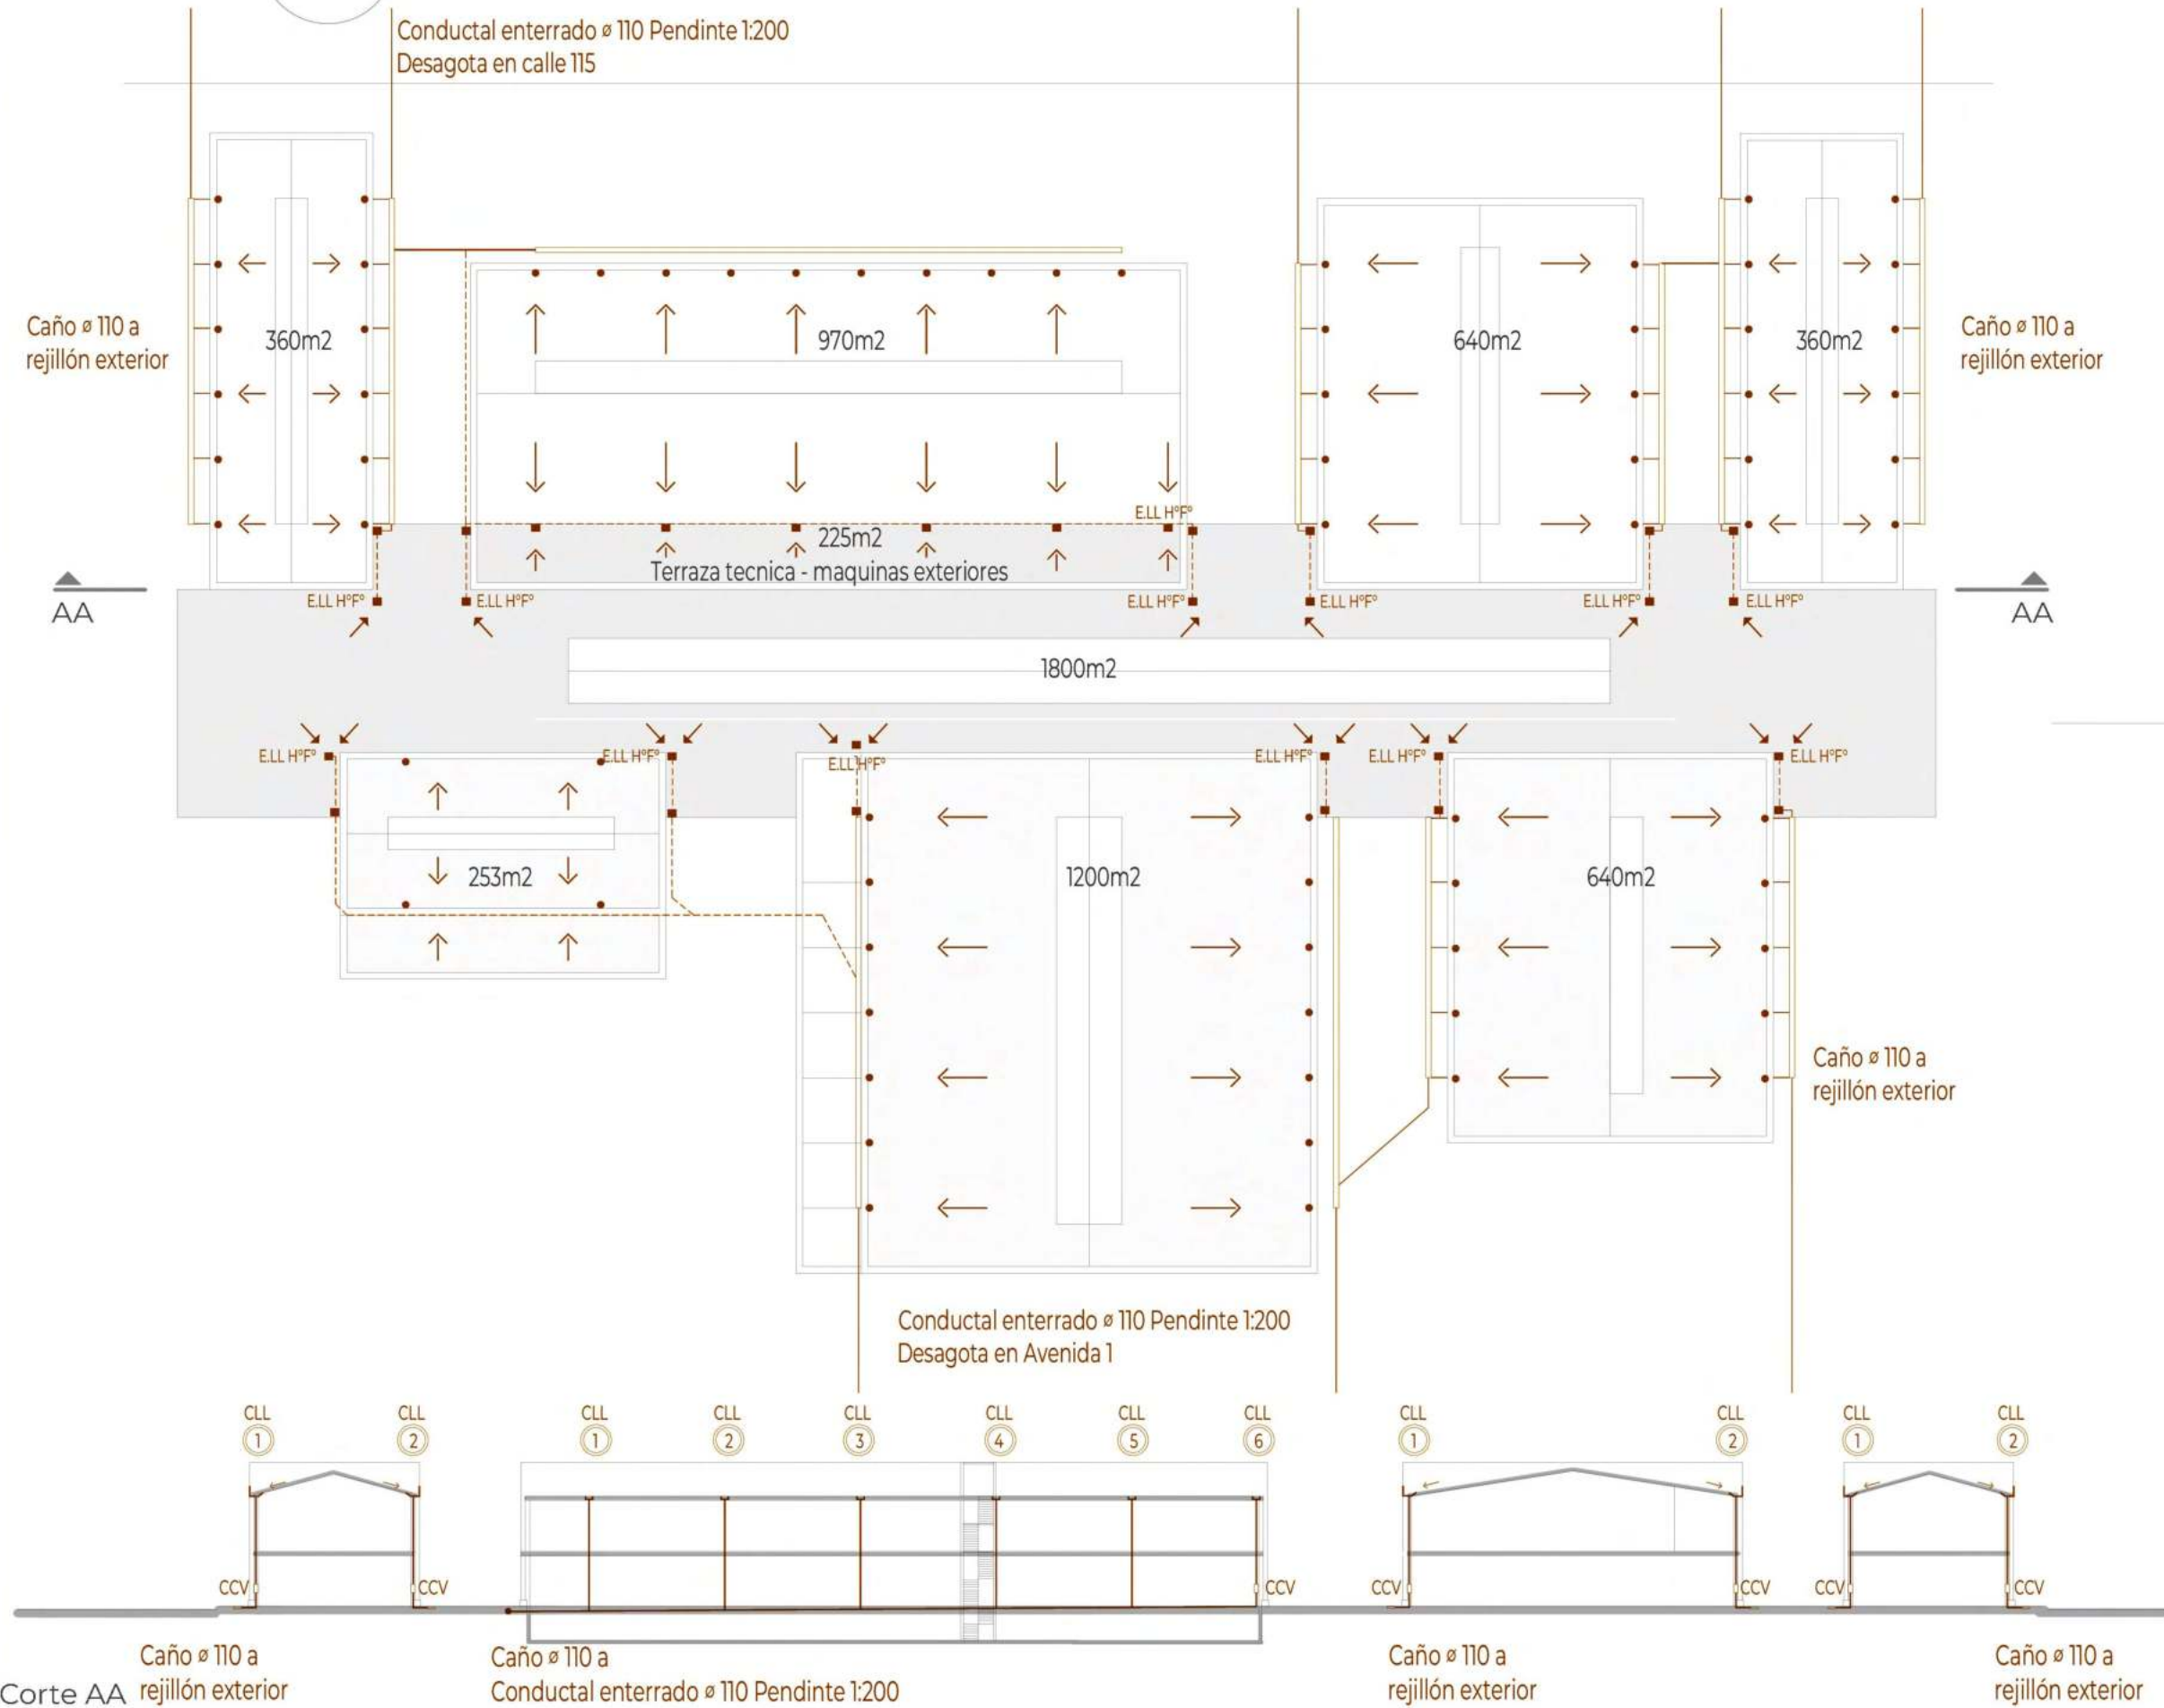 Conductal enterrado ø 110 Pendinte 1:200
Desagota en calle 115
Caño ø 110 a
rejillón exterior
360m2
970m2
640m2
360m2
Caño ø 110 a
rejillón exterior
E.LL H°F°
225m2
Terraza tecnica - maquinas exteriores
AA
E.LL H°F°
E.LL H°F°
E.LL H°F°
E.LL H°F°
E.LL H°F°
E.LL H°F°
AA
1800m2
E.LL H°F°
E.LL H°F°
E.LL H°F°
E.LL H°F°
E.LL H°F°
E.LL H°F°
253m2
1200m2
640m2
Caño ø 110 a
rejillón exterior
Conductal enterrado ø 110 Pendinte 1:200
Desagota en Avenida 1
CLL
1
CLL
2
CLL
1
CLL
2
CLL
3
CLL
4
CLL
5
CLL
6
CLL
1
CLL
2
CLL
1
CLL
2
CCV
CCV
CCV
CCV
CCV
CCV
CCV
Corte AA
Caño ø 110 a
rejillón exterior
Caño ø 110 a
Conductal enterrado ø 110 Pendinte 1:200
Caño ø 110 a
rejillón exterior
Caño ø 110 a
rejillón exterior